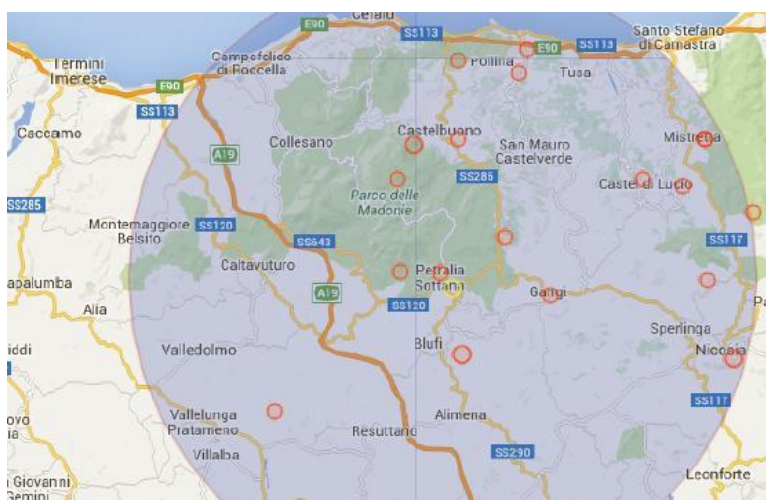 Cefalù
E90
SS113
Santo Stefano
di Camastra
Termini
Imerese
Campofelice
di Roccella
Pollina
E90
SS113
E90
Tusa
SS113
Caccamo
Collesano
Castelbuono
San Mauro
Castelverde
Mistretta
A19
SS286
Parco delle
Madonie
Castel di Lucio
SS285
Montemaggiore
Belsito
SS120
SS643
SS117
Caltavuturo
Petralia
Sottana
A19
Gangi
SS120
Alia
Sperlinga
Valledolmo
Blufi
Nicosia
Vallelunga
Pratameno
Alimena
SS117
Resuttano
Villalba
SS290
Leonforte